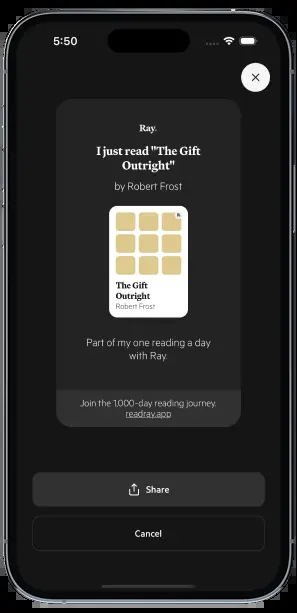 5:50
Ray.
I just read "The Gift
Outright"
by Robert Frost
The Gift
Outright
Robert Frost
Part of my one reading a day
with Ray.
Join the 1,000-day reading journey.
readray.app
Share
Cancel